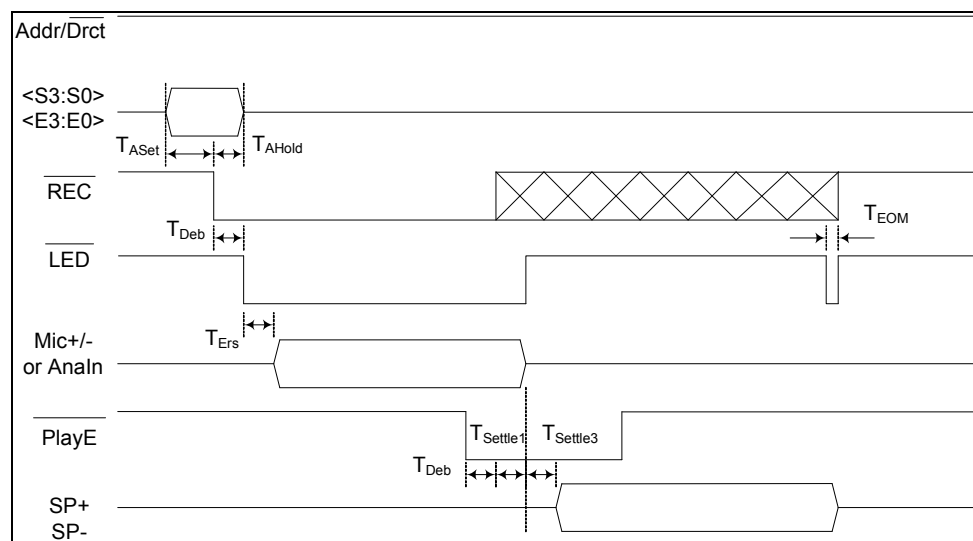 Addr/Drct
<S3:S0>
<E3:E0>
TASet
TAHold
REC
TDeb
TEOM
LED
TErs
Mic+/-
or AnaIn
PlayE
TSettle1
TSettle3
TDeb
SP+
SP-